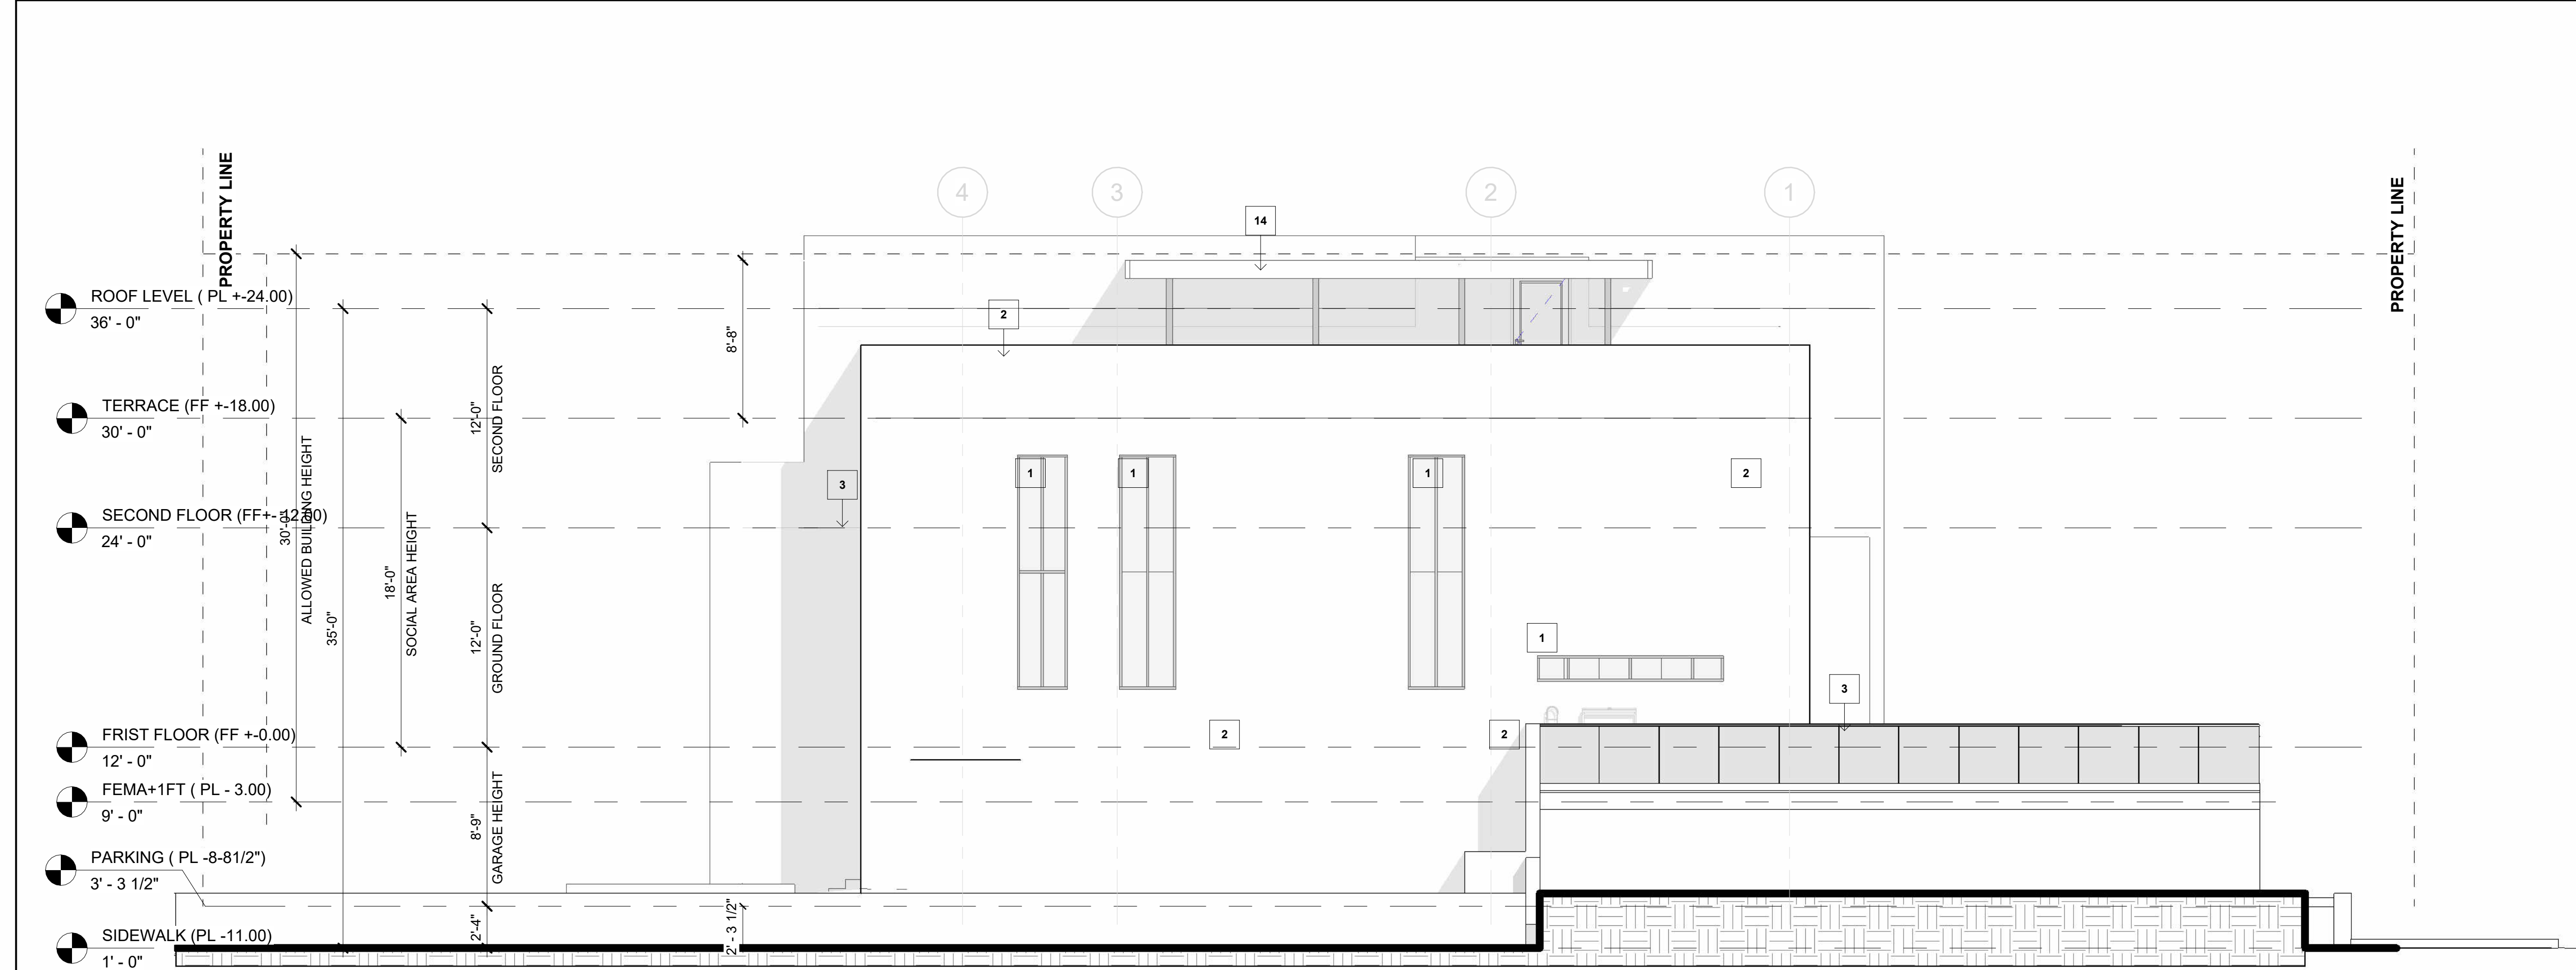 PROPERTY LINE
PROPERTY LINE
4
3
2
1
14
ROOF LEVEL ( PL +-24.00)
36' - 0"
2
8'-8"
TERRACE (FF +-18.00)
30' - 0"
12'-0"
SECOND FLOOR
ALLOWED BUILDING HEIGHT
30'-0"
1
1
1
2
3
SECOND FLOOR (FF+- 12.00)
24' - 0"
35'-0"
18'-0"
SOCIAL AREA HEIGHT
12'-0"
GROUND FLOOR
1
3
2
2
FRIST FLOOR (FF +-0.00)
12' - 0"
FEMA+1FT ( PL - 3.00)
9' - 0"
8'-9"
GARAGE HEIGHT
PARKING ( PL -8-81/2")
3' - 3 1/2"
2'-4"
2' - 3 1/2"
SIDEWALK (PL -11.00)
1' - 0"